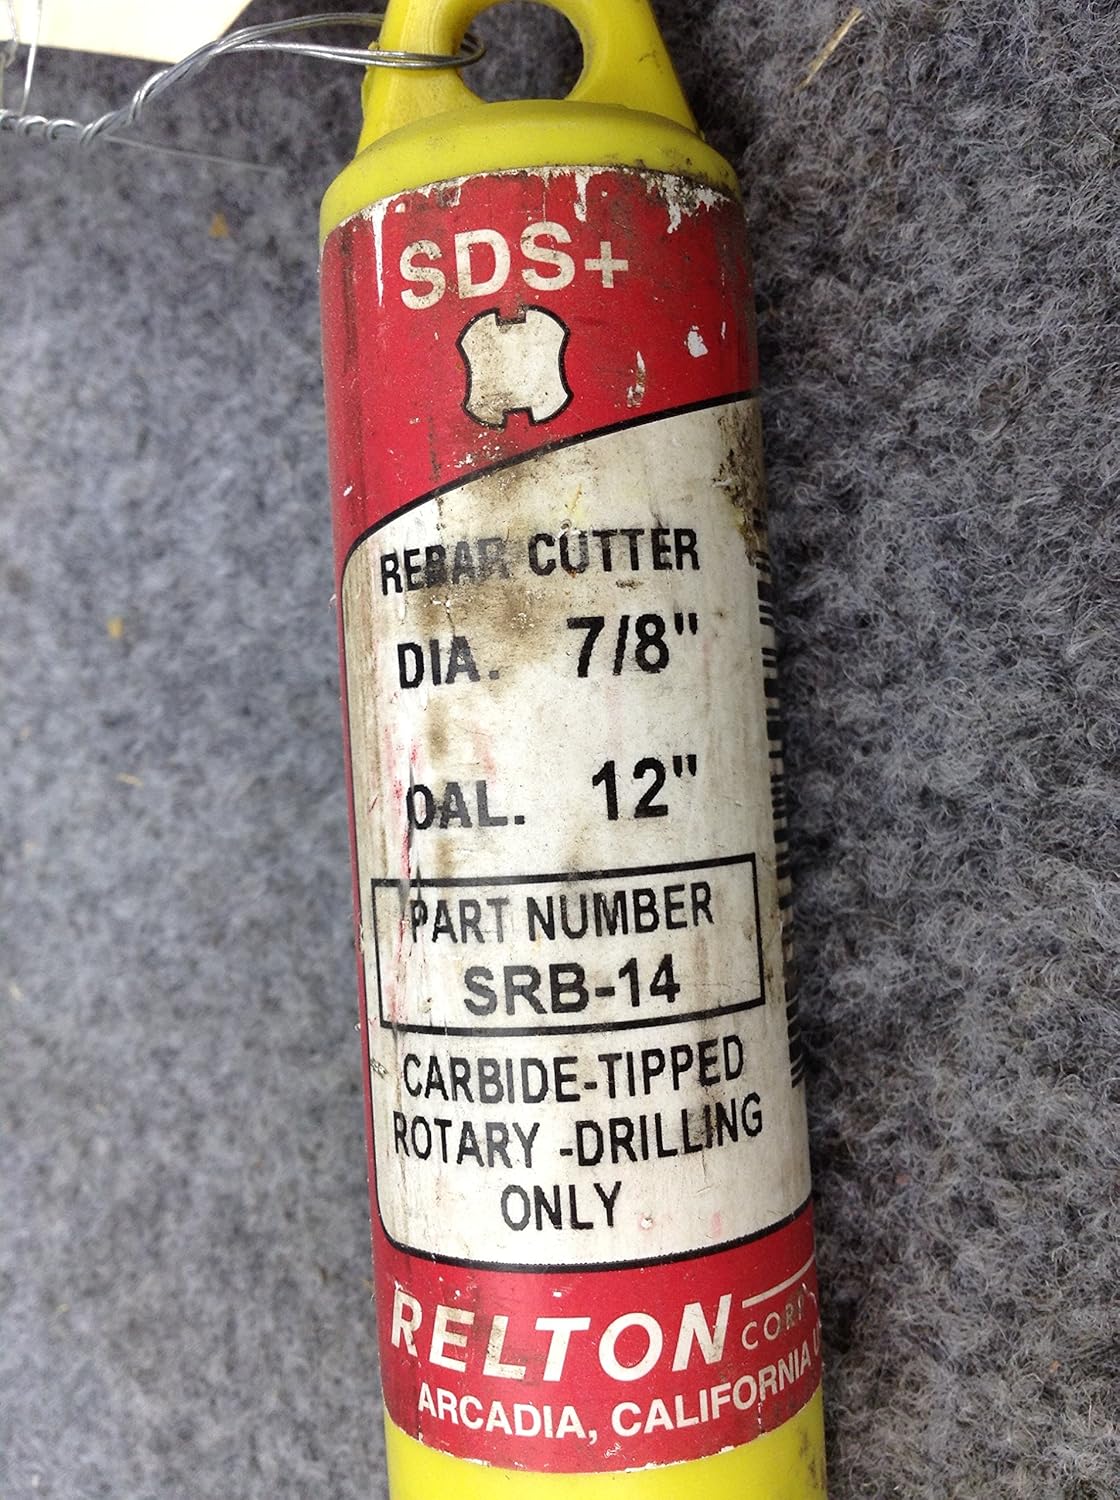 SDS+
REBAR CUTTER
DIA. 7/8"
OAL. 12"
PART NUMBER
SRB-14
CARBIDE-TIPPED
ROTARY -DRILLING
ONLY
RELTON CORP
ARCADIA, CALIFORNIA